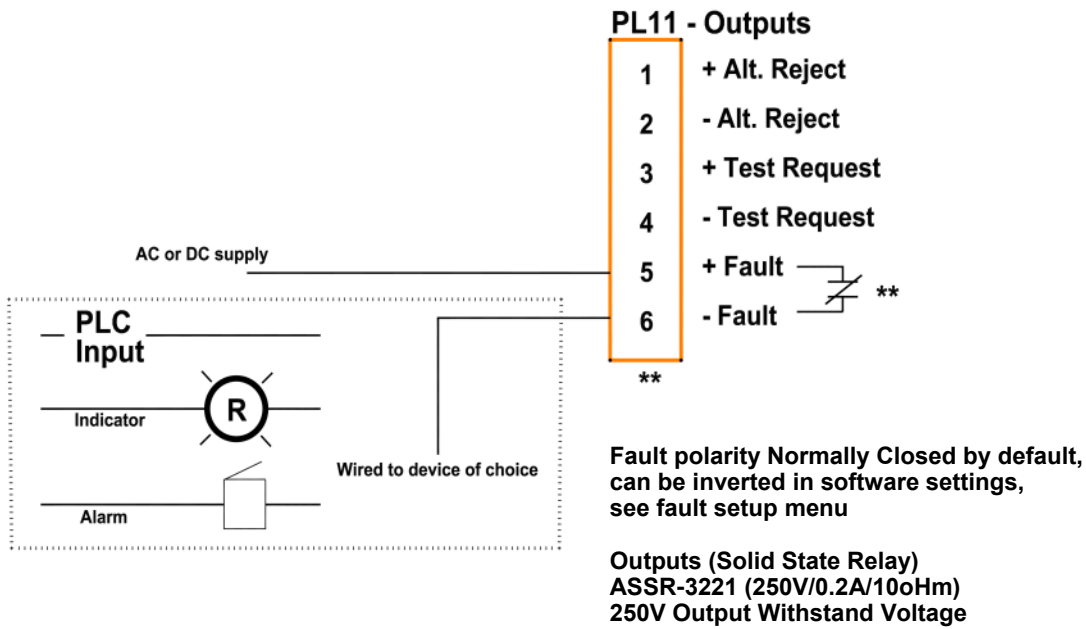 PL11 - Outputs
1 + Alt. Reject
2 - Alt. Reject
3 + Test Request
4 - Test Request
AC or DC supply
5 + Fault
**
6 - Fault
PLC
Input
**
R
Indicator
Wired to device of choice
Alarm
Fault polarity Normally Closed by default,
can be inverted in software settings,
see fault setup menu
Outputs (Solid State Relay)
ASSR-3221 (250V/0.2A/10oHm)
250V Output Withstand Voltage